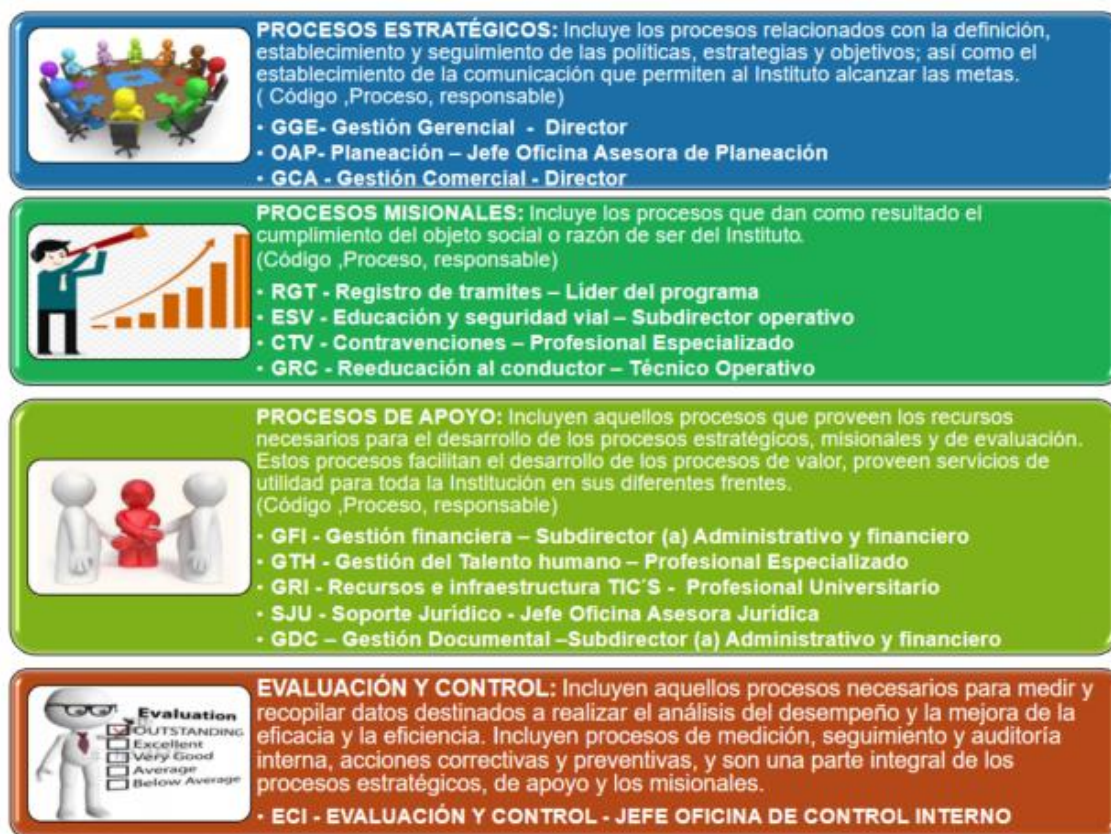 PROCESOS ESTRATÉGICOS: Incluye los procesos relacionados con la definición,
establecimiento y seguimiento de las políticas, estrategias y objetivos; así como el
establecimiento de la comunicación que permiten al Instituto alcanzar las metas.
( Código ,Proceso, responsable)
• GGE- Gestión Gerencial - Director
• OAP- Planeación – Jefe Oficina Asesora de Planeación
• GCA - Gestión Comercial - Director
PROCESOS MISIONALES: Incluye los procesos que dan como resultado el
cumplimiento del objeto social o razón de ser del Instituto.
(Código ,Proceso, responsable)
• RGT - Registro de tramites – Líder del programa
• ESV - Educación y seguridad vial – Subdirector operativo
• CTV - Contravenciones – Profesional Especializado
• GRC - Reeducación al conductor – Técnico Operativo
PROCESOS DE APOYO: Incluyen aquellos procesos que proveen los recursos
necesarios para el desarrollo de los procesos estratégicos, misionales y de evaluación.
Estos procesos facilitan el desarrollo de los procesos de valor, proveen servicios de
utilidad para toda la Institución en sus diferentes frentes.
(Código ,Proceso, responsable)
• GFI - Gestión financiera – Subdirector (a) Administrativo y financiero
• GTH - Gestión del Talento humano – Profesional Especializado
• GRI - Recursos e infraestructura TIC´S - Profesional Universitario
• SJU - Soporte Jurídico - Jefe Oficina Asesora Jurídica
• GDC – Gestión Documental –Subdirector (a) Administrativo y financiero
Evaluation
OUTSTANDING
Excellent
Very Good
Average
Below Average
EVALUACIÓN Y CONTROL: Incluyen aquellos procesos necesarios para medir y
recopilar datos destinados a realizar el análisis del desempeño y la mejora de la
eficacia y la eficiencia. Incluyen procesos de medición, seguimiento y auditoría
interna, acciones correctivas y preventivas, y son una parte integral de los
procesos estratégicos, de apoyo y los misionales.
• ECI - EVALUACIÓN Y CONTROL - JEFE OFICINA DE CONTROL INTERNO